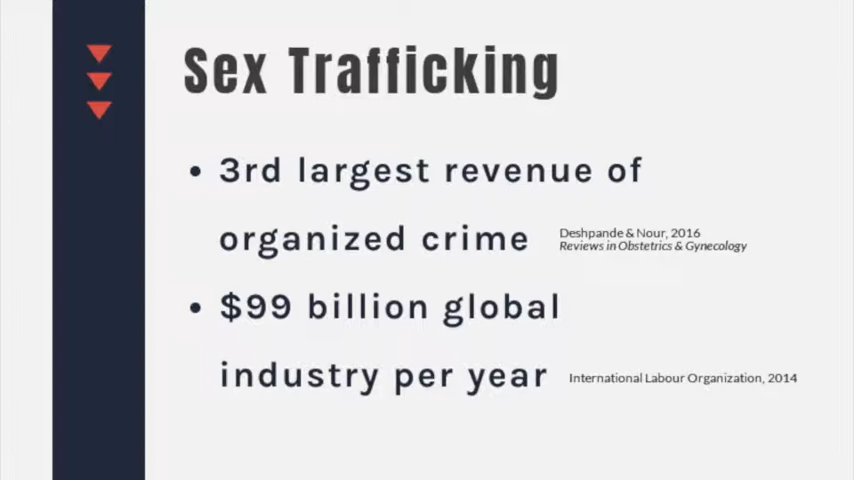 Sex Trafficking
• 3rd largest revenue of
organized crime
Deshpande & Nour, 2016
Reviews in Obstetrics & Gynecology
• $99 billion global
industry per year
International Labour Organization, 2014